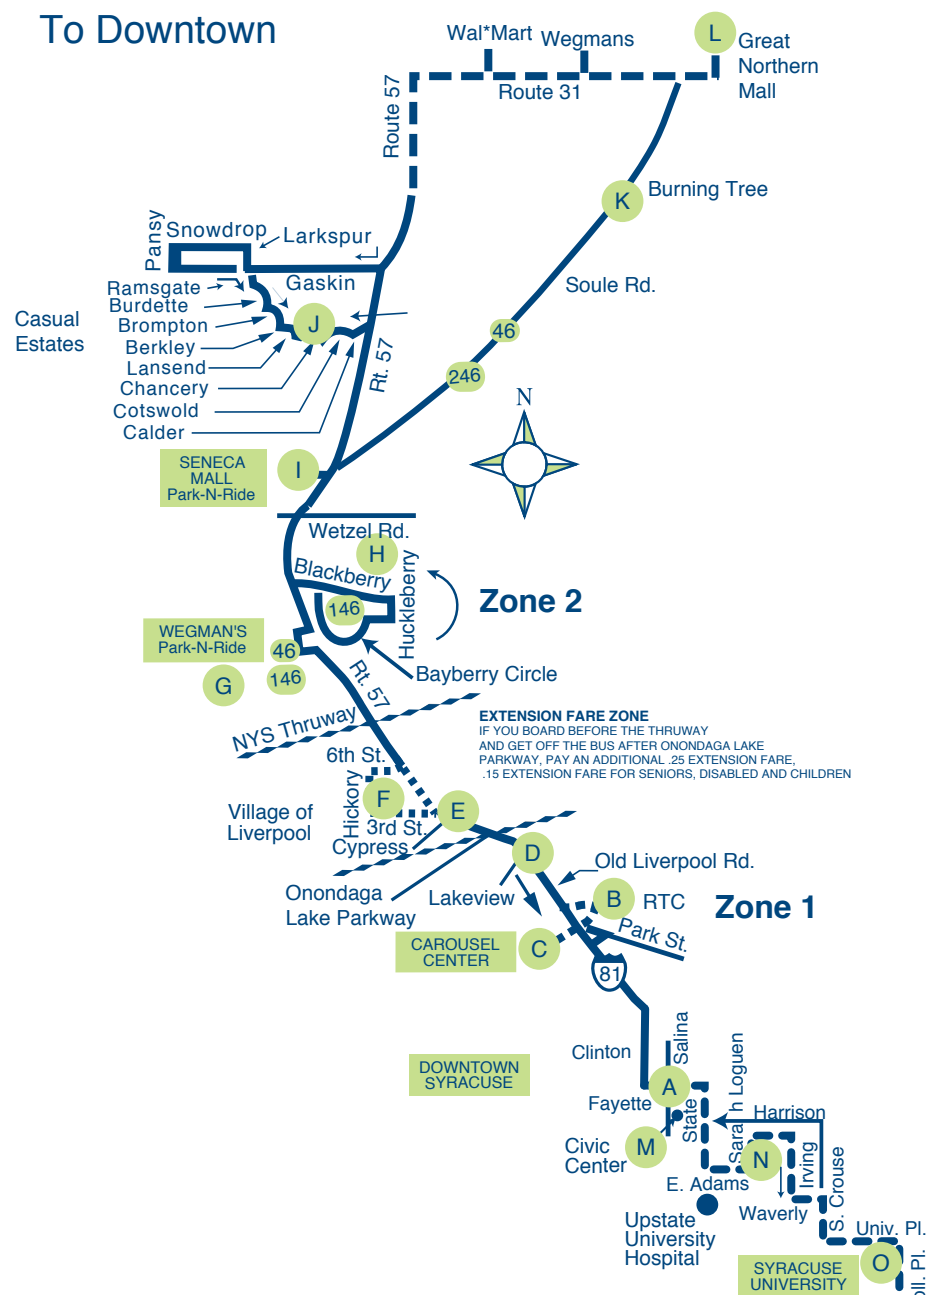 To Downtown
L
Wal*Mart
Wegmans
Great
Northern
Mall
Route 31
Route 57
K
Burning Tree
Pansy
Snowdrop
Larkspur
Gaskin
Soule Rd.
Ramsgate
Burdette
Brompton
Berkley
Lansend
Chancery
Cotswold
Calder
Casual
Estates
J
Rt. 57
46
246
N
SENECA
MALL
Park-N-Ride
I
Wetzel Rd.
H
Blackberry
Huckleberry
146
Zone 2
WEGMAN'S
Park-N-Ride
46
146
G
Bayberry Circle
Rt. 57
NYS Thruway
EXTENSION FARE ZONE
IF YOU BOARD BEFORE THE THRUWAY
AND GET OFF THE BUS AFTER ONONDAGA LAKE
PARKWAY, PAY AN ADDITIONAL .25 EXTENSION FARE,
.15 EXTENSION FARE FOR SENIORS, DISABLED AND CHILDREN
6th St.
Hickory
F
3rd St.
Cypress
E
Village of
Liverpool
D
Onondaga
Lake Parkway
Lakeview
Old Liverpool Rd.
B
RTC
Zone 1
Park St.
CAROUSEL
CENTER
C
81
Clinton
Salina
DOWNTOWN
SYRACUSE
A
Fayette
State
Sarah Loguen
Harrison
M
Civic
Center
N
Irving
S. Crouse
E. Adams
Waverly
Upstate
University
Hospital
Univ. Pl.
O
SYRACUSE
UNIVERSITY
oll. Pl.